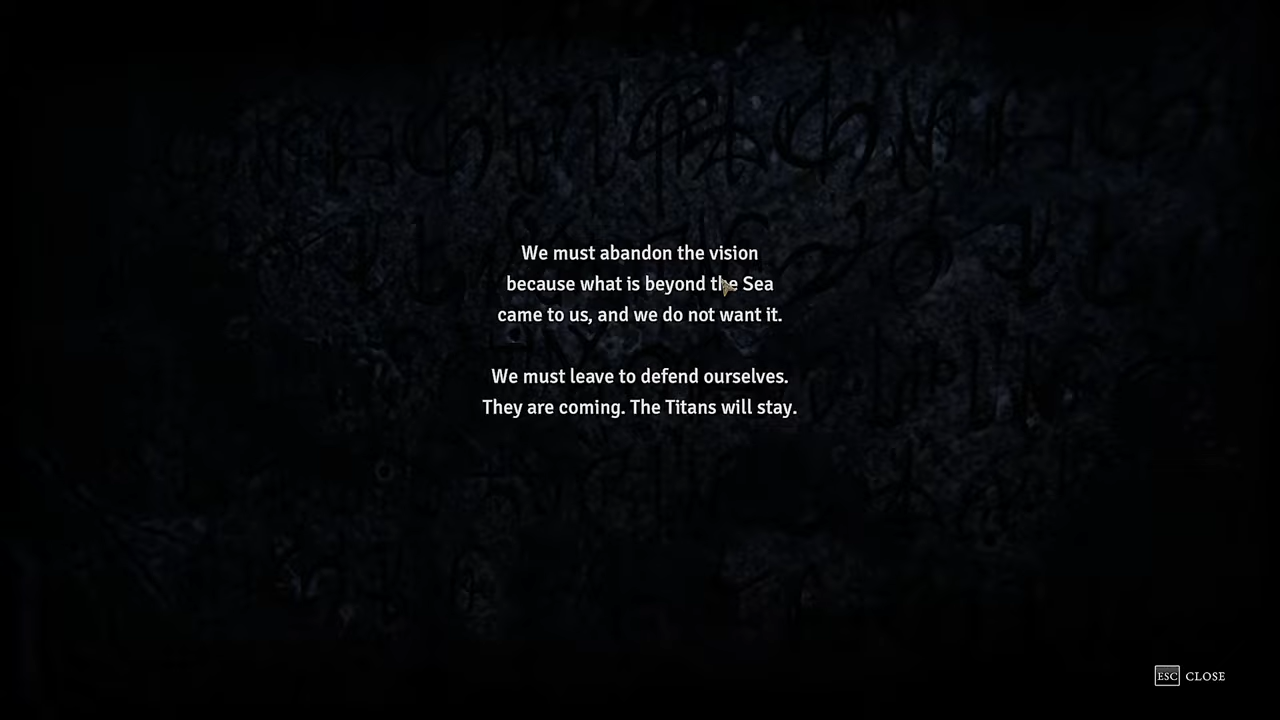 We must abandon the vision
because what is beyond the Sea
came to us, and we do not want it.
We must leave to defend ourselves.
They are coming. The Titans will stay.
ESC CLOSE